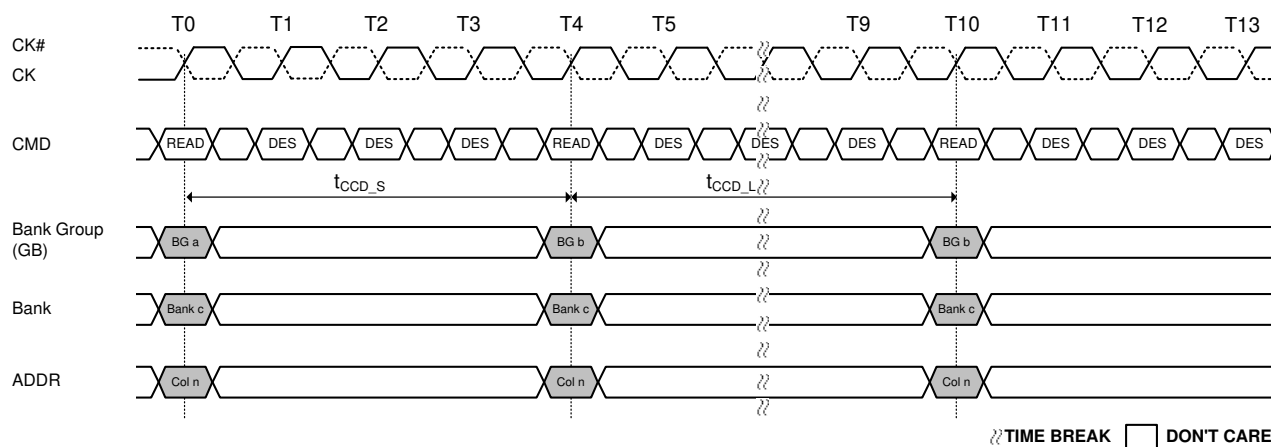 T0 T1 T2 T3 T4 T5 T9 T10 T11 T12 T13
CK#
CK
CMD READ DES DES DES READ DES DES DES READ DES DES DES
tCCD_S tCCD_L
Bank Group
(GB) BG a BG b BG b
Bank Bank c Bank c Bank c
ADDR Col n Col n Col n
TIME BREAK DON'T CARE